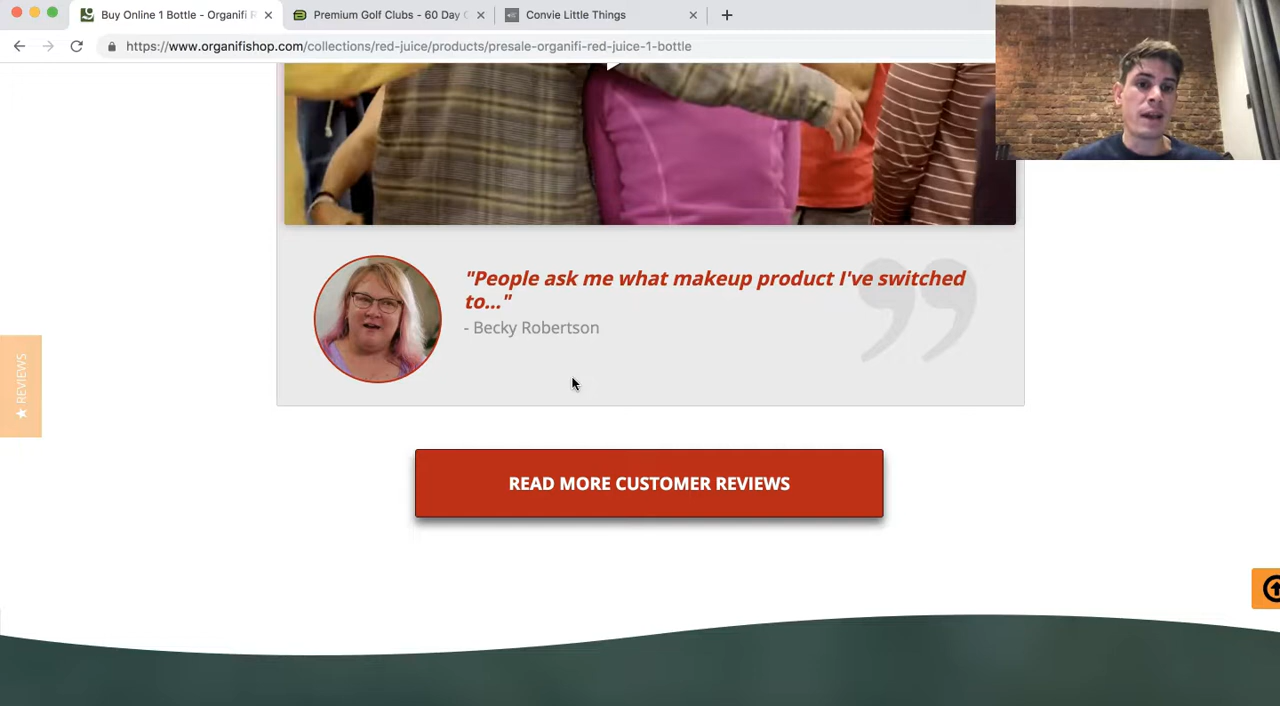 Buy Online 1 Bottle - Organifi R
Premium Golf Clubs - 60 Day
Convie Little Things
https://www.organifishop.com/collections/red-juice/products/presale-organifi-red-juice-1-bottle
"People ask me what makeup product I've switched
to..."
- Becky Robertson
★ REVIEWS
READ MORE CUSTOMER REVIEWS